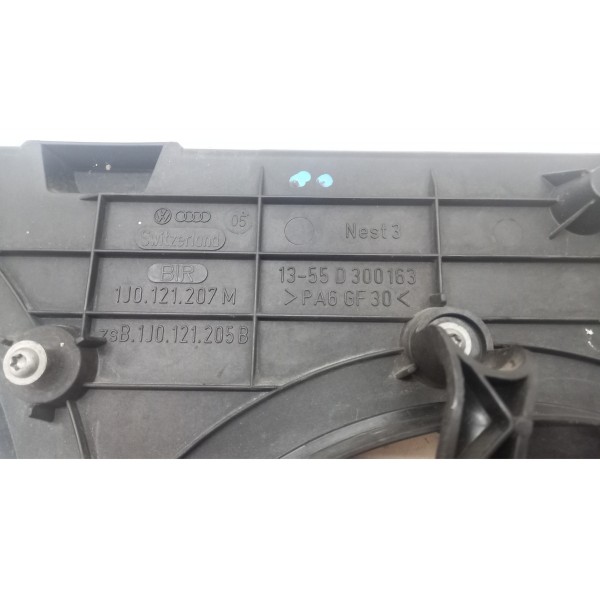 05
Switzerland
BIR
1J0.121.207 M
zsB.1J0.121.205 B
Nest 3
13-55 D 300163
>PA6 GF30<